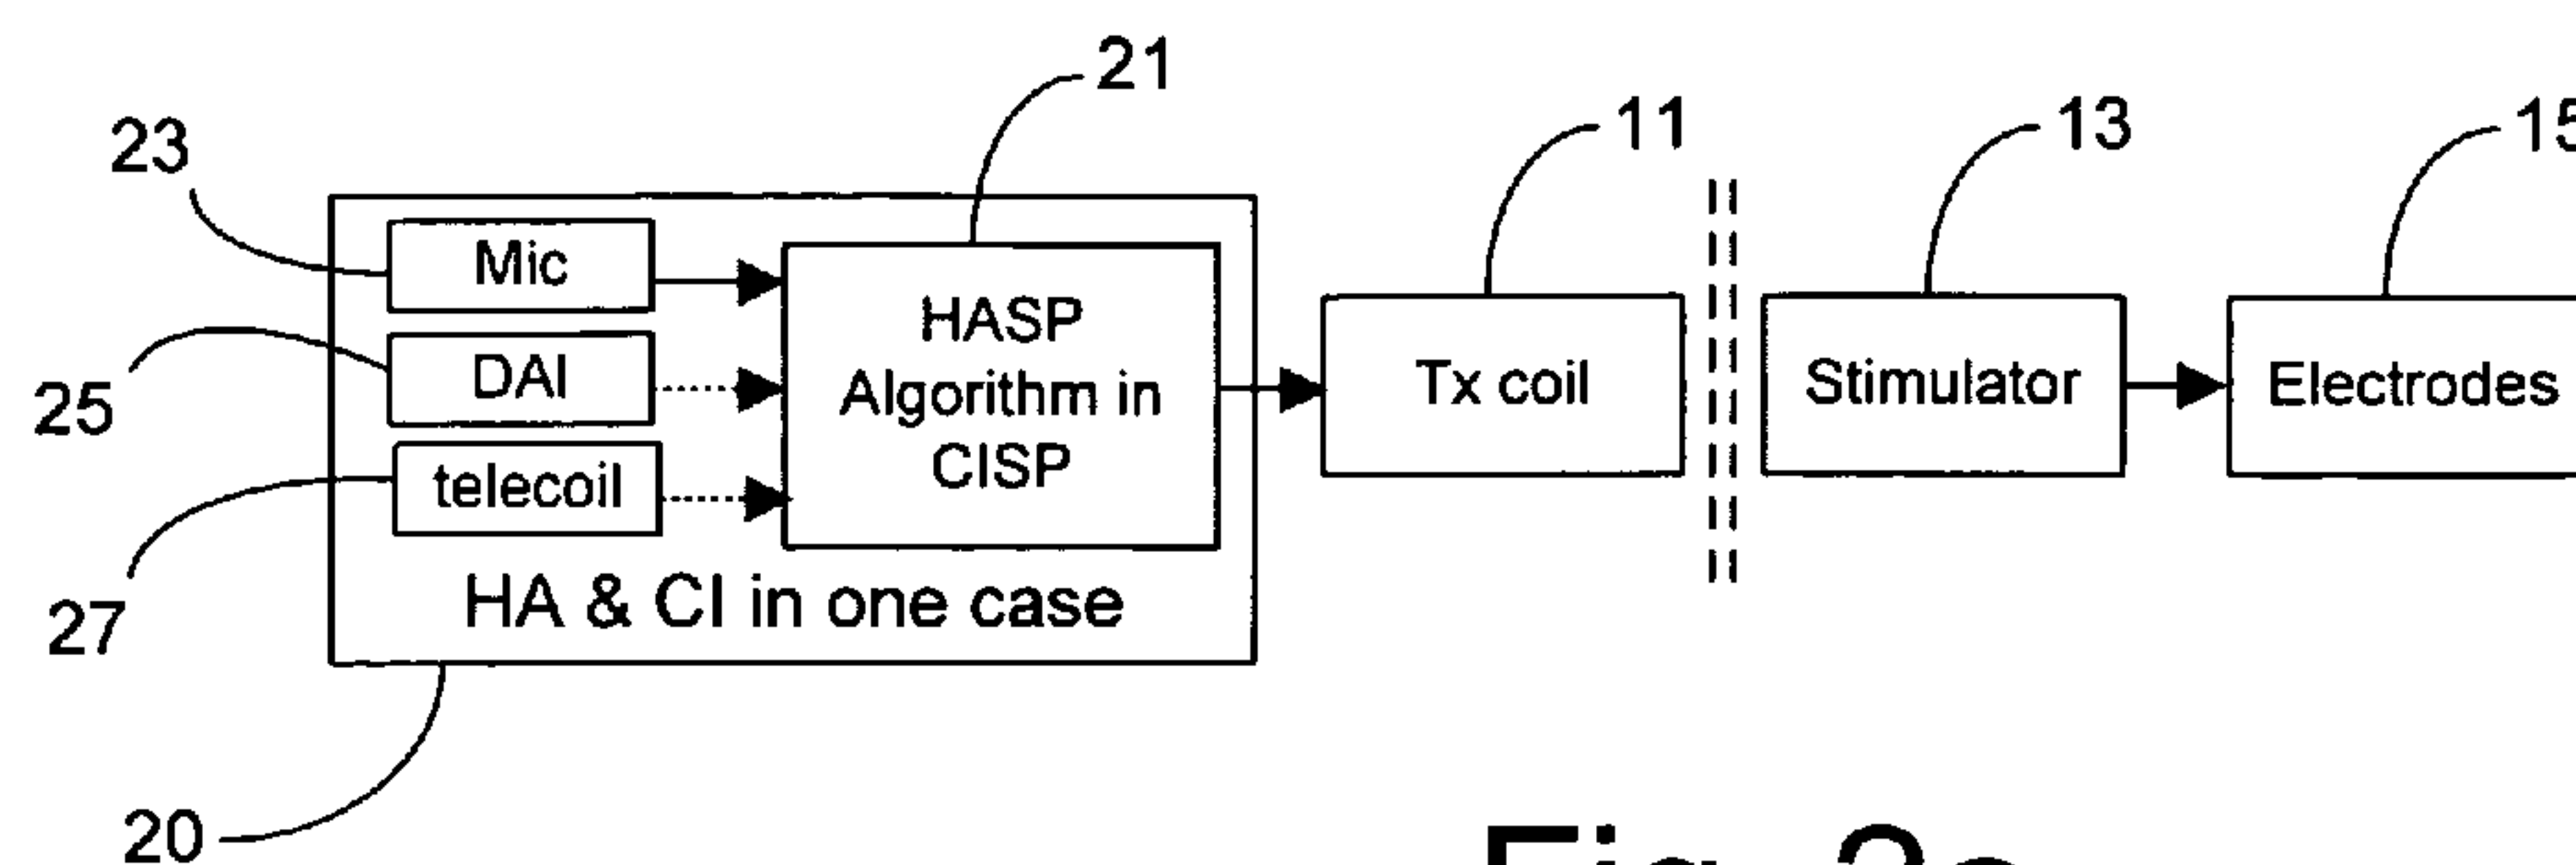 21
11
13
15
23
Mic
HASP
Algorithm in
CISP
DAI
25
Tx coil
Stimulator
Electrodes
telecoil
HA & CI in one case
27
20